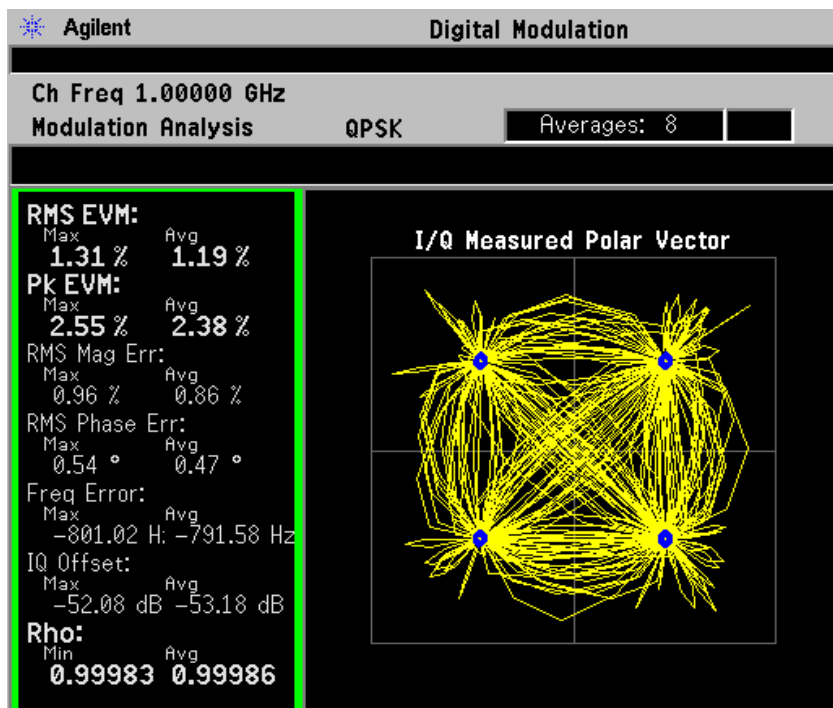 Agilent Digital Modulation
Ch Freq 1.00000 GHz
Modulation Analysis QPSK Averages: 8
RMS EVM:
Max Avg
1.31 % 1.19 %
Pk EVM:
Max Avg
2.55 % 2.38 %
RMS Mag Err:
Max Avg
0.96 % 0.86 %
RMS Phase Err:
Max Avg
0.54 ° 0.47 °
Freq Error:
Max Avg
-801.02 H: -791.58 Hz
IQ Offset:
Max Avg
-52.08 dB -53.18 dB
Rho:
Min Avg
0.99983 0.99986
I/Q Measured Polar Vector